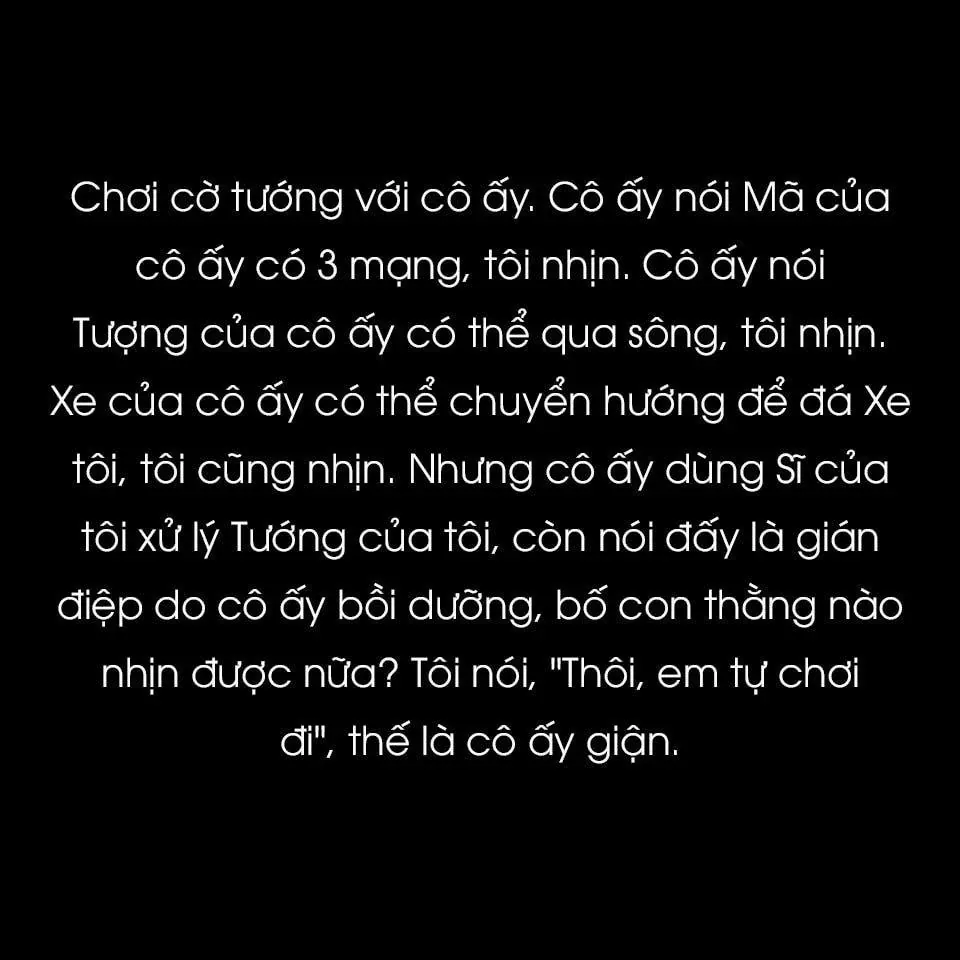 Chơi cờ tướng với cô ấy. Cô ấy nói Mã của
cô ấy có 3 mạng, tôi nhịn. Cô ấy nói
Tượng của cô ấy có thể qua sông, tôi nhịn.
Xe của cô ấy có thể chuyển hướng để đá Xe
tôi, tôi cũng nhịn. Nhưng cô ấy dùng Sĩ của
tôi xử lý Tướng của tôi, còn nói đấy là gián
điệp do cô ấy bồi dưỡng, bố con thằng nào
nhịn được nữa? Tôi nói, "Thôi, em tự chơi
đi", thế là cô ấy giận.